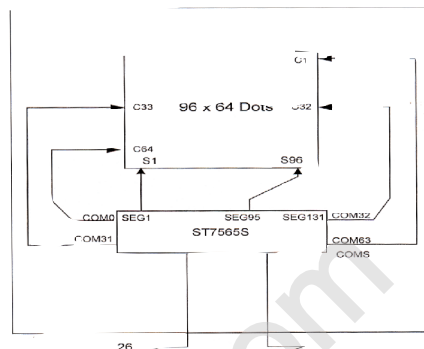 C1
C33 96 x 64 Dots C32
C64
S1 S96
COM0 SEG1 SEG95 SEG131 COM32
COM31 ST7565S COM63
COMS
26